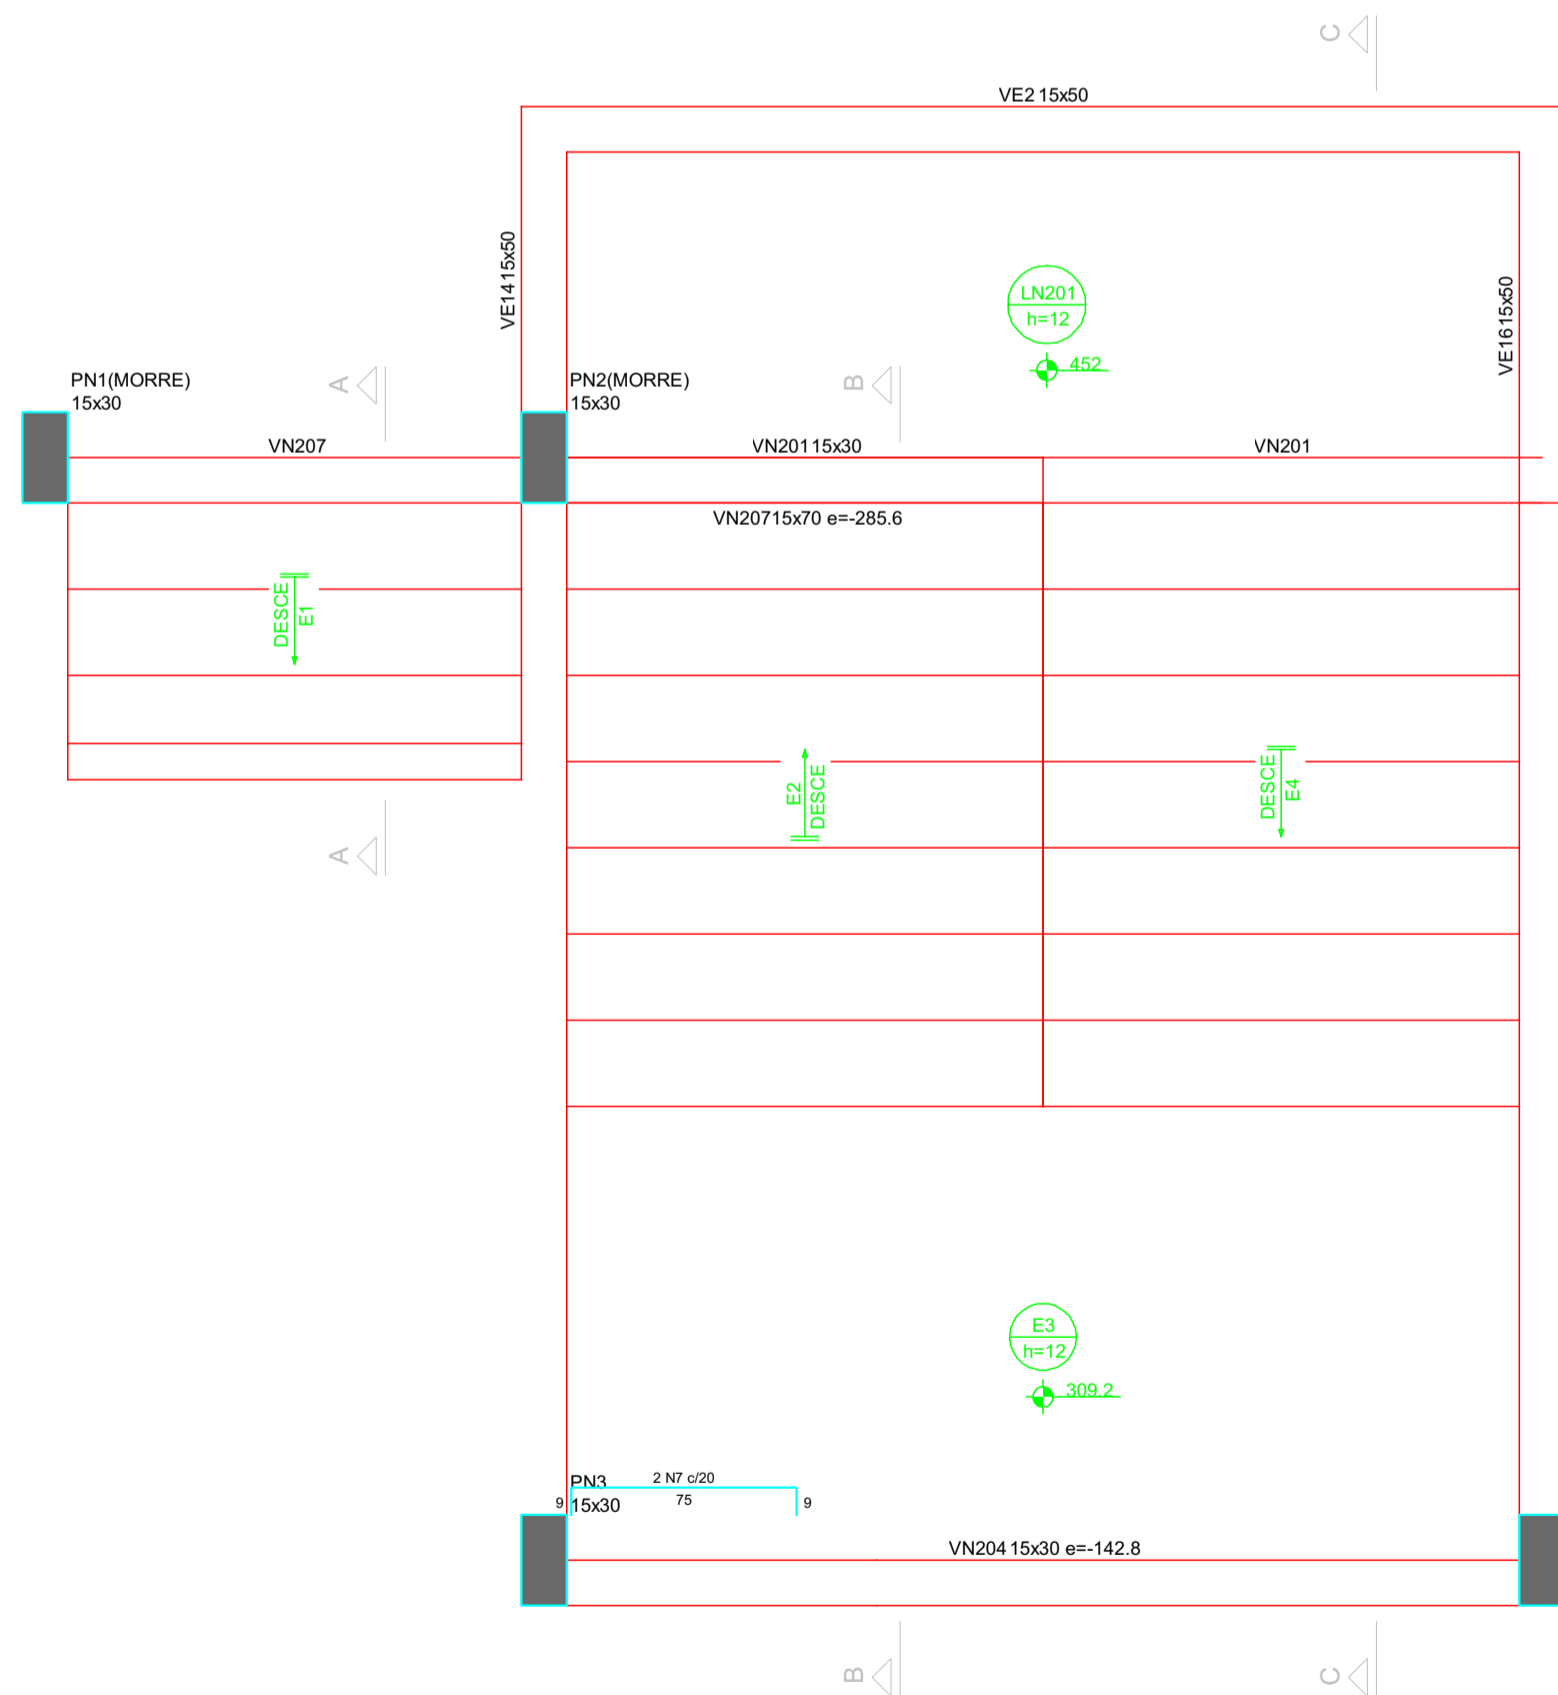 C
VE2 15x50
VE14 15x50
LN201
h=12
452
VE16 15x50
PN1(MORRE)
15x30
A
PN2(MORRE)
15x30
B
VN207
VN201 15x30
VN201
VN207 15x70 e=-285.6
DESCE
E1
E2
DESCE
DESCE
E4
A
E3
h=12
309.2
PN3
15x30
2 N7 c/20
9
75
9
VN204 15x30 e=-142.8
B
C